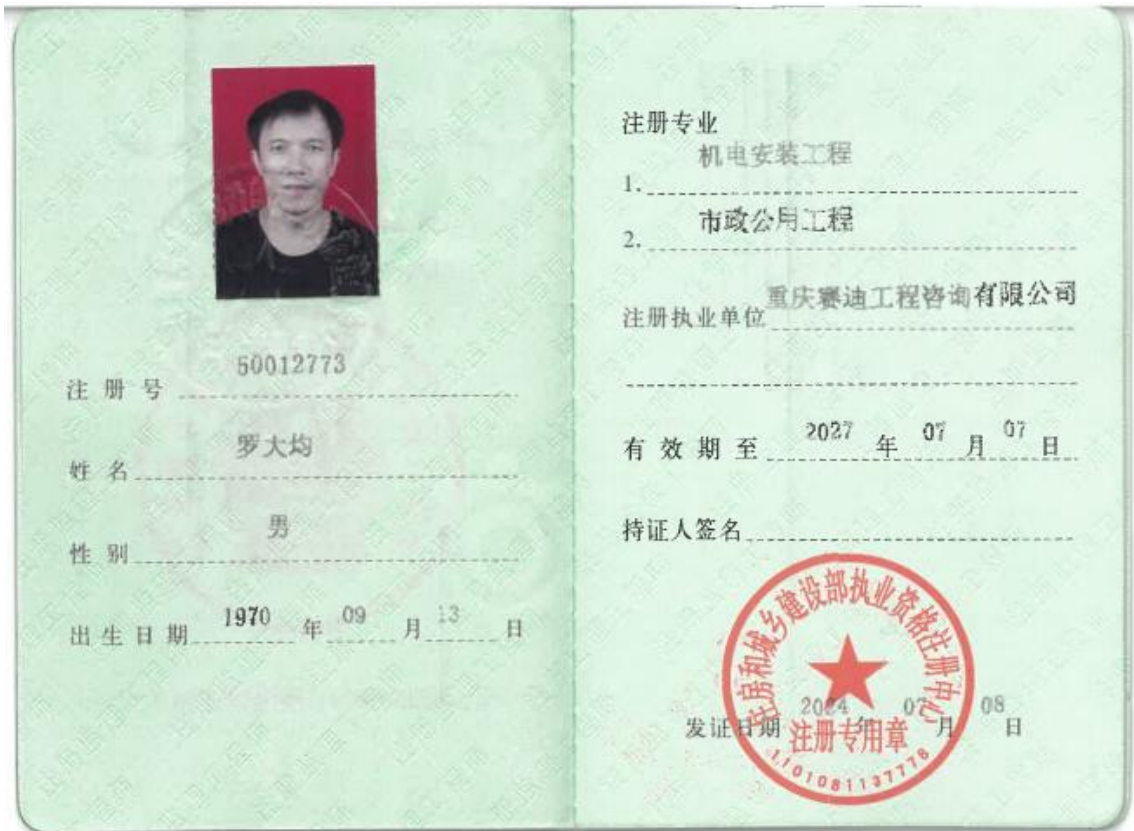 注册号 50012773
姓名 罗大均
性别 男
出生日期 1970 年 09 月 13 日
注册专业
1. 机电安装工程
2. 市政公用工程
注册执业单位 重庆赛迪工程咨询有限公司
有效期至 2027 年 07 月 07 日
持证人签名
住房和城乡建设部执业资格注册中心
发证日期 2024 年 07 月 08 日
注册专用章
1101081137778